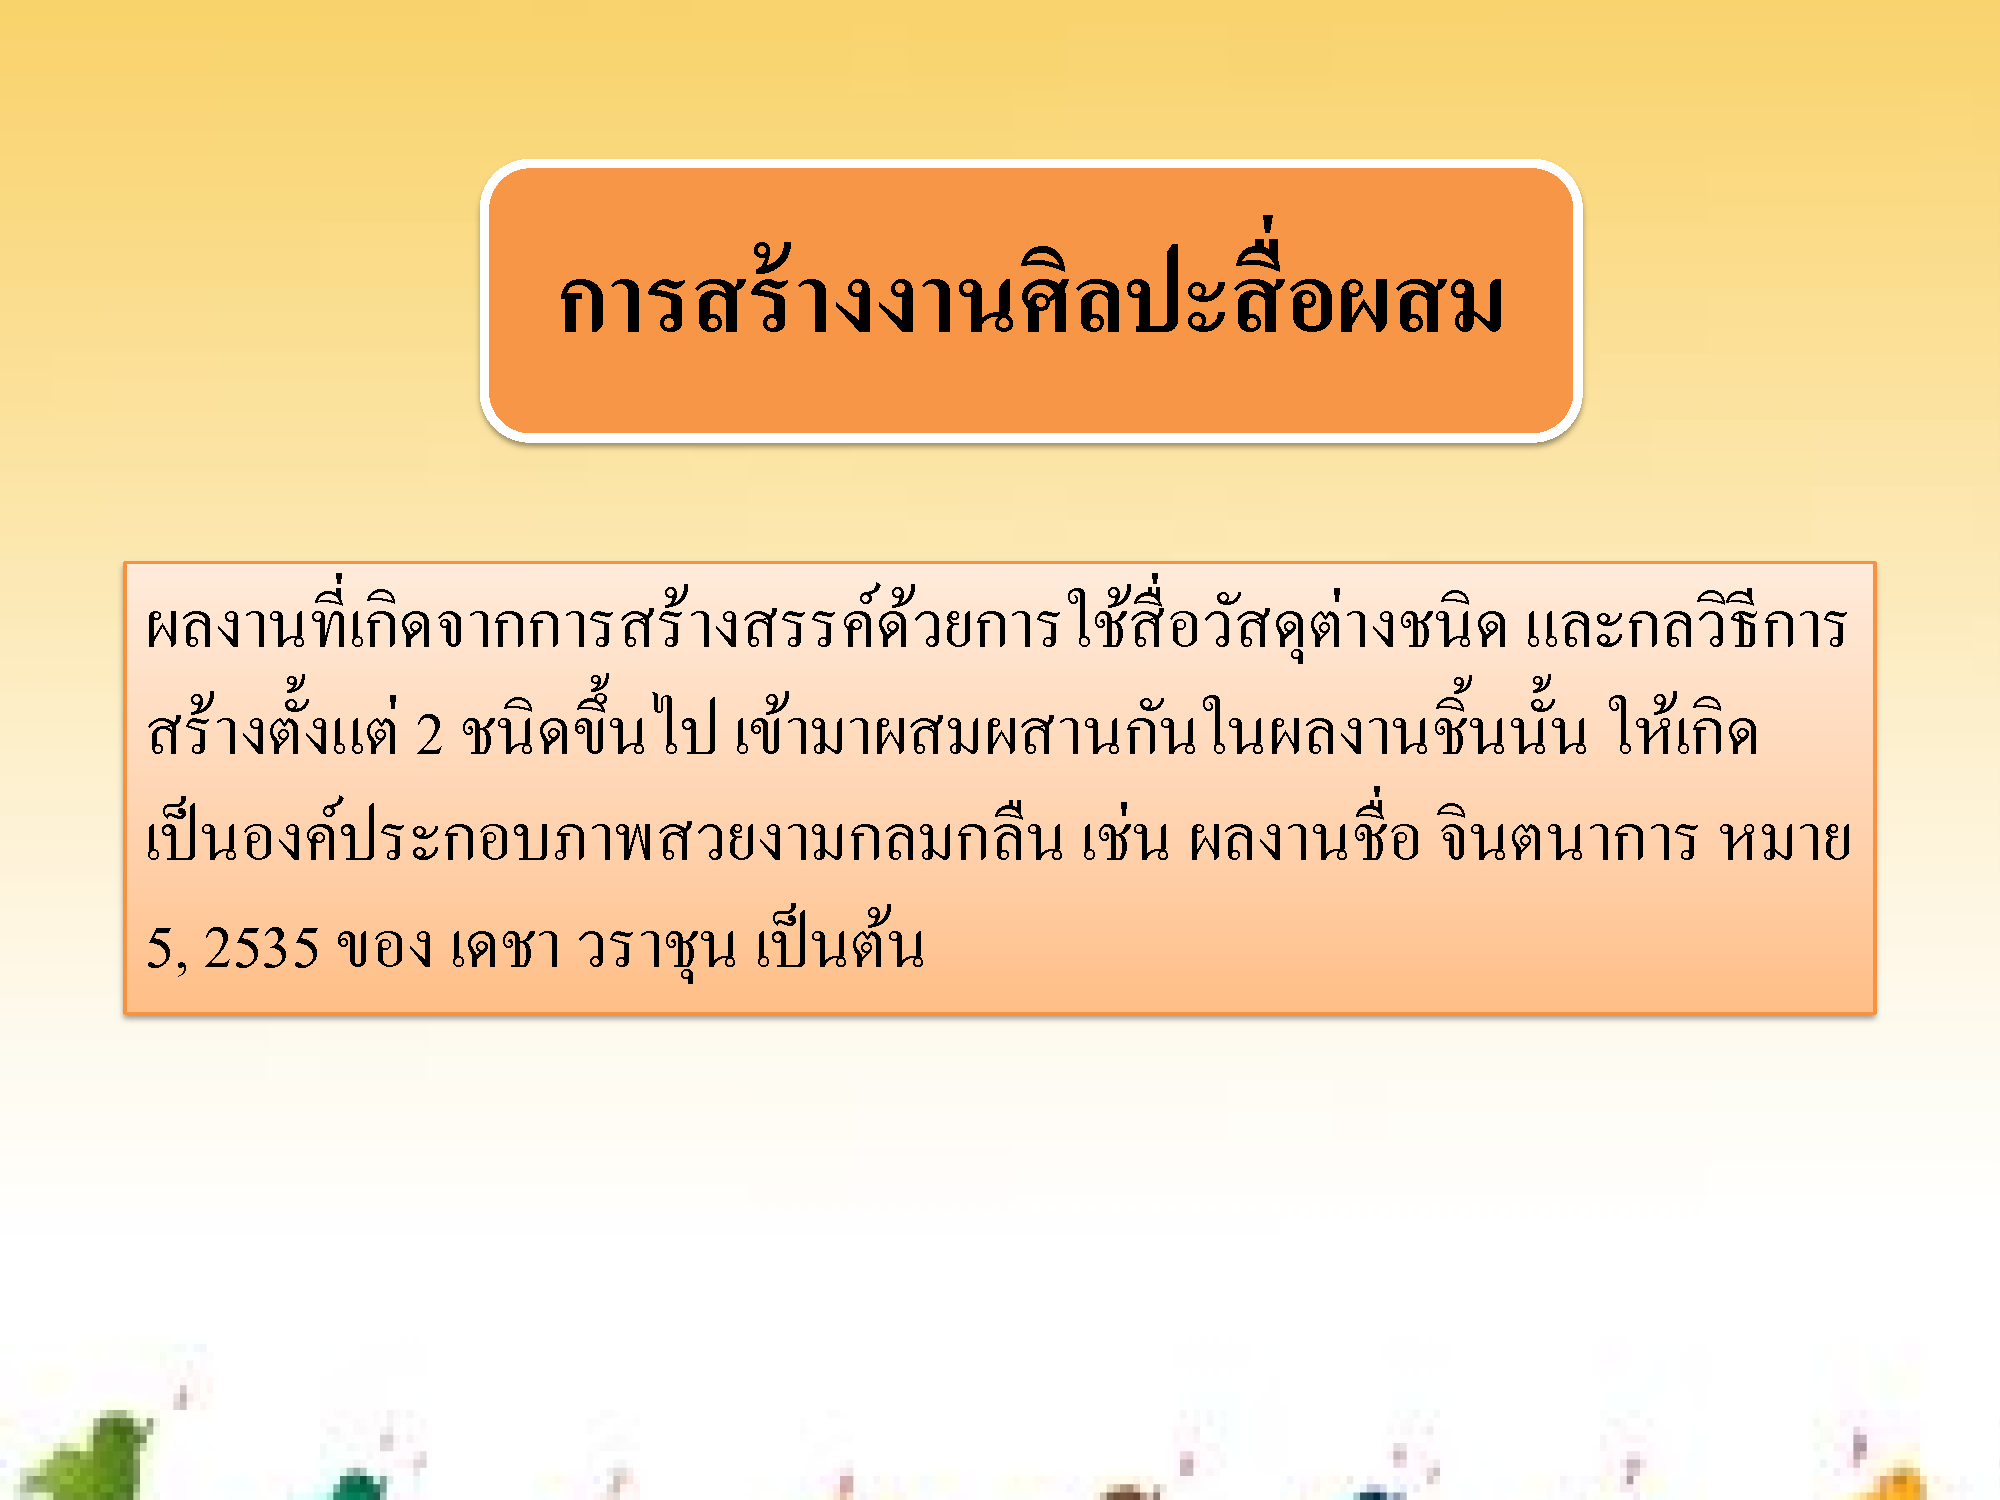 การสร้างงานศิลปะสื่อผสม
ผลงานที่เกิดจากการสร้างสรรค์ด้วยการใช้สื่อวัสดุต่างชนิด และกลวิธีการ
สร้างตั้งแต่ 2 ชนิดขึ้นไป เข้ามาผสมผสานกันในผลงานชิ้นนั้น ให้เกิด
เป็นองค์ประกอบภาพสวยงามกลมกลืน เช่น ผลงานชื่อ จินตนาการ หมาย
5, 2535 ของ เดชา วราชุน เป็นต้น